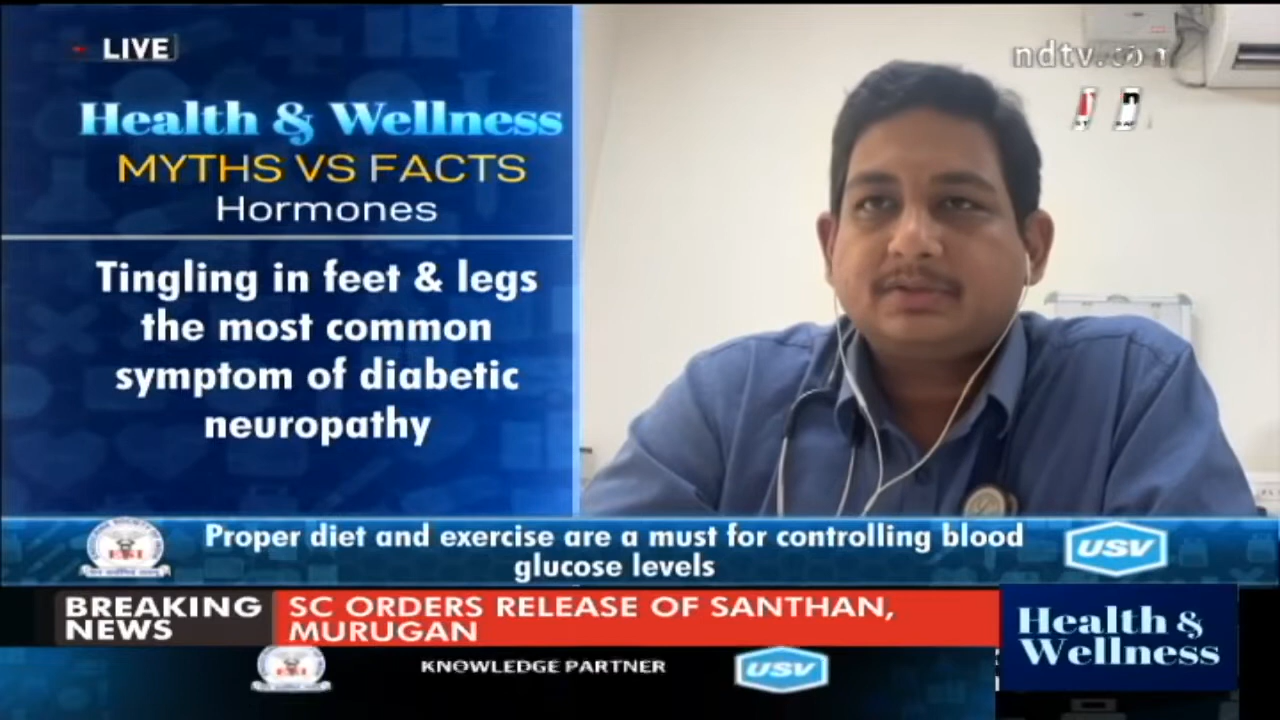 LIVE
ndtv.com
Health & Wellness
MYTHS VS FACTS
Hormones
Tingling in feet & legs
the most common
symptom of diabetic
neuropathy
Proper diet and exercise are a must for controlling blood
glucose levels
USV
BREAKING
NEWS
SC ORDERS RELEASE OF SANTHAN,
MURUGAN
Health &
Wellness
KNOWLEDGE PARTNER
USV